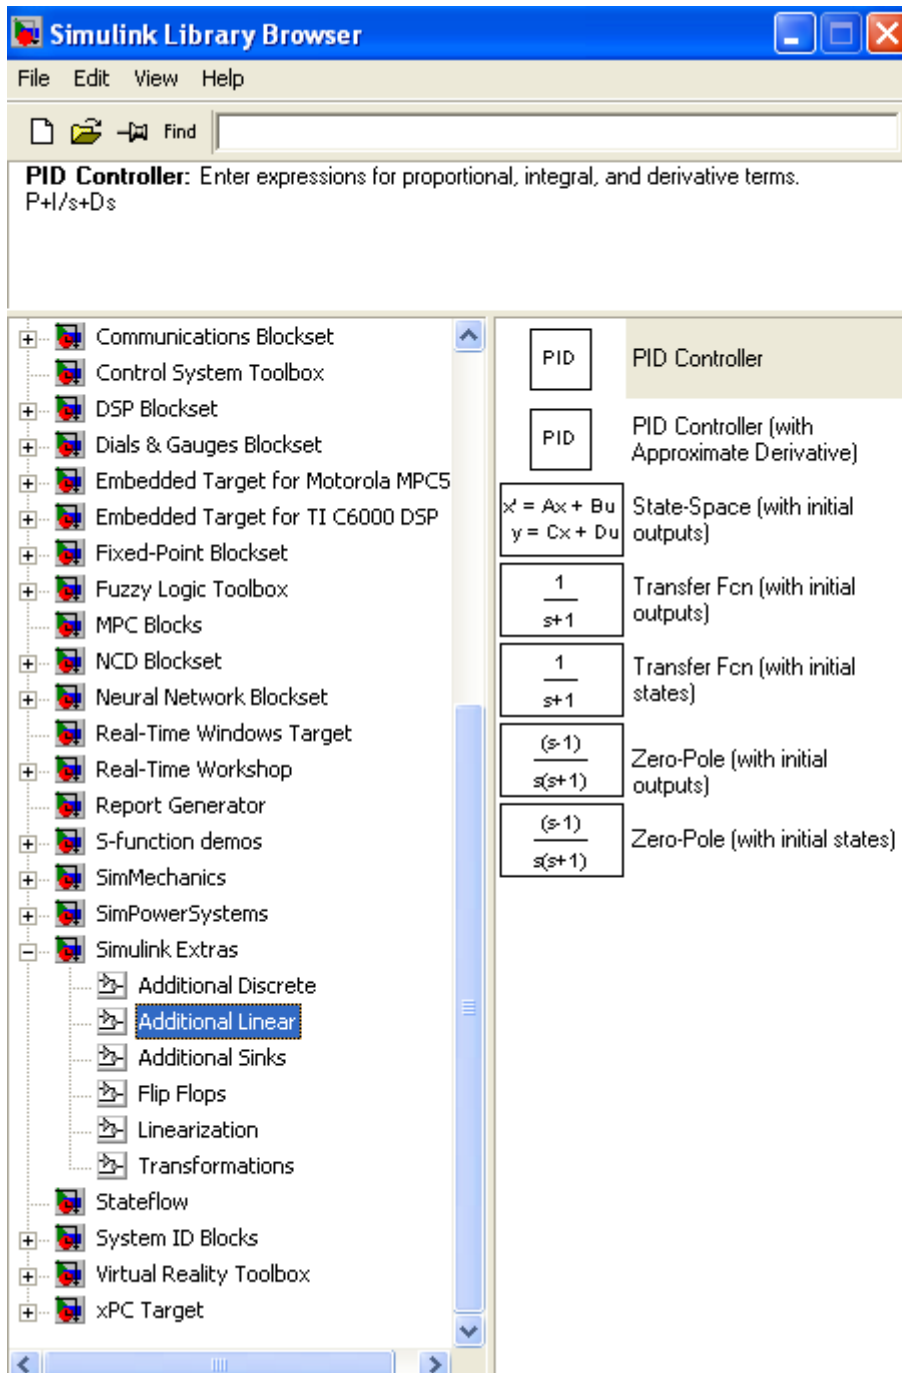 Simulink Library Browser
File Edit View Help
Find
PID Controller: Enter expressions for proportional, integral, and derivative terms.
P+I/s+Ds
Communications Blockset
Control System Toolbox
DSP Blockset
Dials & Gauges Blockset
Embedded Target for Motorola MPC5
Embedded Target for TI C6000 DSP
Fixed-Point Blockset
Fuzzy Logic Toolbox
MPC Blocks
NCD Blockset
Neural Network Blockset
Real-Time Windows Target
Real-Time Workshop
Report Generator
S-function demos
SimMechanics
SimPowerSystems
Simulink Extras
Additional Discrete
Additional Linear
Additional Sinks
Flip Flops
Linearization
Transformations
Stateflow
System ID Blocks
Virtual Reality Toolbox
xPC Target
PID
PID Controller
PID
PID Controller (with
Approximate Derivative)
x' = Ax + Bu
y = Cx + Du
State-Space (with initial
outputs)
1
s+1
Transfer Fcn (with initial
outputs)
1
s+1
Transfer Fcn (with initial
states)
(s-1)
s(s+1)
Zero-Pole (with initial
outputs)
(s-1)
s(s+1)
Zero-Pole (with initial states)